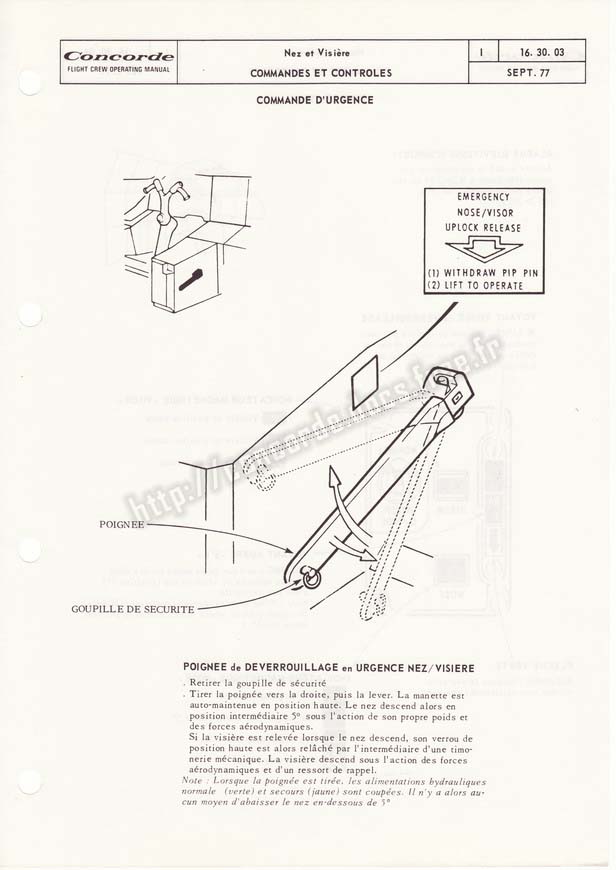 Concorde
FLIGHT CREW OPERATING MANUAL
Nez et Visière
COMMANDES ET CONTROLES
I
16. 30. 03
SEPT. 77
COMMANDE D'URGENCE
EMERGENCY
NOSE/VISOR
UPLOCK RELEASE
(1) WITHDRAW PIP PIN
(2) LIFT TO OPERATE
POIGNEE
GOUPILLE DE SECURITE
POIGNEE de DEVERROUILLAGE en URGENCE NEZ/VISIERE
. Retirer la goupille de sécurité
. Tirer la poignée vers la droite, puis la lever. La manette est
auto-maintenue en position haute. Le nez descend alors en
position intermédiaire 5° sous l'action de son propre poids et
des forces aérodynamiques.
Si la visière est relevée lorsque le nez descend, son verrou de
position haute est alors relâché par l'intermédiaire d'une timo-
nerie mécanique. La visière descend sous l'action des forces
aérodynamiques et d'un ressort de rappel.
Note : Lorsque la poignée est tirée, les alimentations hydrauliques
normale (verte) et secours (jaune) sont coupées. Il n'y a alors au-
cun moyen d'abaisser le nez en-dessous de 5°